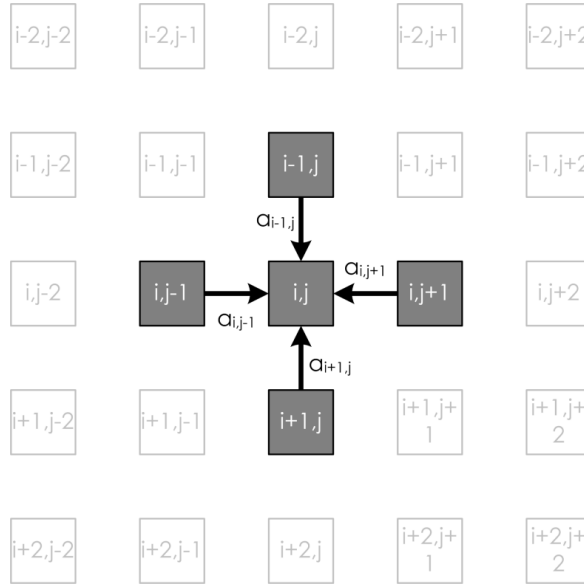 i-2,j-2 i-2,j-1 i-2,j i-2,j+1 i-2,j+2
i-1,j-2 i-1,j-1 i-1,j i-1,j+1 i-1,j+2
ai-1,j
ai,j+1
i,j-2 i,j-1 i,j i,j+1 i,j+2
ai,j-1
ai+1,j
i+1,j-2 i+1,j-1 i+1,j i+1,j+
1 i+1,j+
2
i+2,j-2 i+2,j-1 i+2,j i+2,j+
1 i+2,j+
2